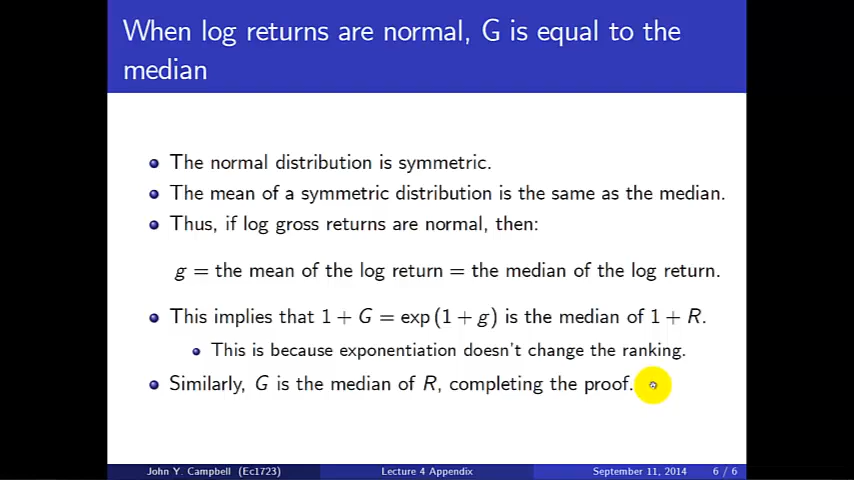 When log returns are normal, G is equal to the
median
The normal distribution is symmetric.
The mean of a symmetric distribution is the same as the median.
Thus, if log gross returns are normal, then:
g = the mean of the log return = the median of the log return.
This implies that 1 + G = exp (1 + g) is the median of 1 + R.
This is because exponentiation doesn't change the ranking.
Similarly, G is the median of R, completing the proof.
John Y. Campbell (Ec1723) Lecture 4 Appendix September 11, 2014 6 / 6